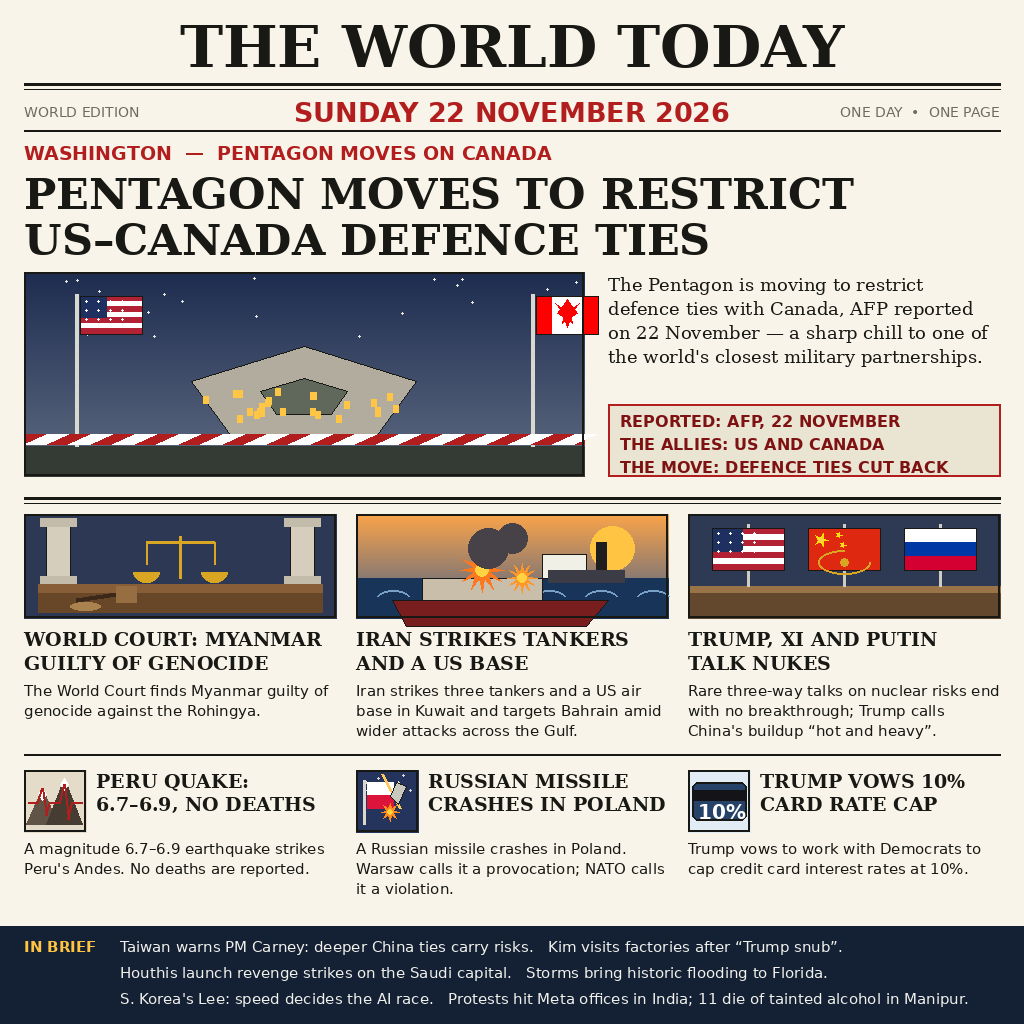 THE WORLD TODAY
WORLD EDITION
SUNDAY 22 NOVEMBER 2026
ONE DAY • ONE PAGE
WASHINGTON — PENTAGON MOVES ON CANADA
PENTAGON MOVES TO RESTRICT
US–CANADA DEFENCE TIES
The Pentagon is moving to restrict
defence ties with Canada, AFP reported
on 22 November — a sharp chill to one of
the world's closest military partnerships.
REPORTED: AFP, 22 NOVEMBER
THE ALLIES: US AND CANADA
THE MOVE: DEFENCE TIES CUT BACK
WORLD COURT: MYANMAR
GUILTY OF GENOCIDE
The World Court finds Myanmar guilty of
genocide against the Rohingya.
IRAN STRIKES TANKERS
AND A US BASE
Iran strikes three tankers and a US air
base in Kuwait and targets Bahrain amid
wider attacks across the Gulf.
TRUMP, XI AND PUTIN
TALK NUKES
Rare three-way talks on nuclear risks end
with no breakthrough; Trump calls
China's buildup “hot and heavy”.
PERU QUAKE:
6.7–6.9, NO DEATHS
A magnitude 6.7–6.9 earthquake strikes
Peru's Andes. No deaths are reported.
RUSSIAN MISSILE
CRASHES IN POLAND
A Russian missile crashes in Poland.
Warsaw calls it a provocation; NATO calls
it a violation.
10%
TRUMP VOWS 10%
CARD RATE CAP
Trump vows to work with Democrats to
cap credit card interest rates at 10%.
IN BRIEF
Taiwan warns PM Carney: deeper China ties carry risks. Kim visits factories after “Trump snub”.
Houthis launch revenge strikes on the Saudi capital. Storms bring historic flooding to Florida.
S. Korea's Lee: speed decides the AI race. Protests hit Meta offices in India; 11 die of tainted alcohol in Manipur.